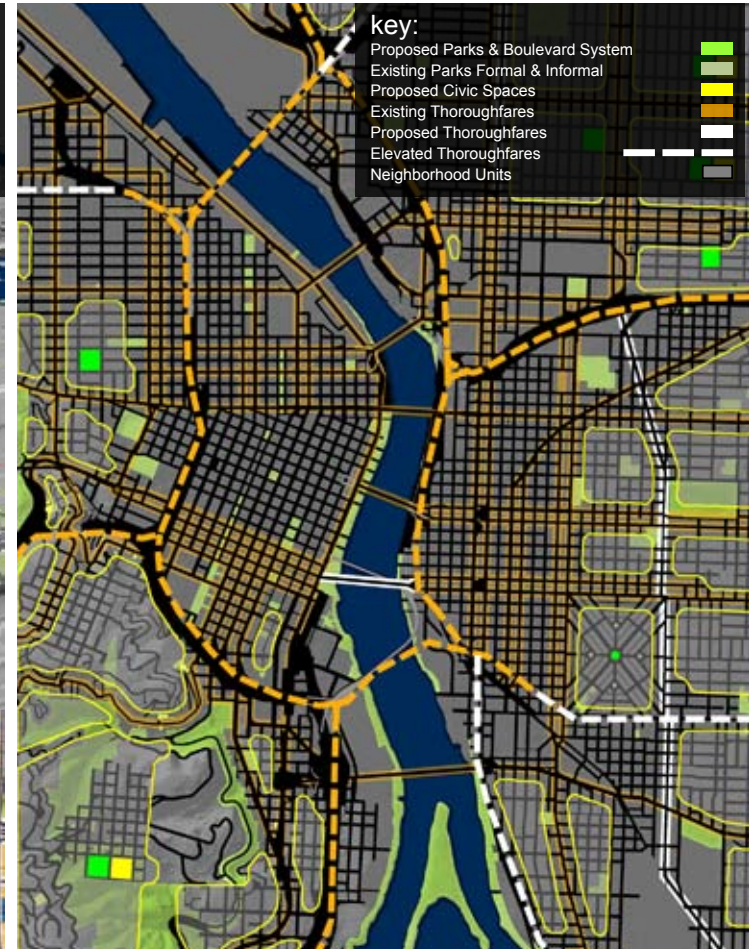 key:
Proposed Parks & Boulevard System
Existing Parks Formal & Informal
Proposed Civic Spaces
Existing Thoroughfares
Proposed Thoroughfares
Elevated Thoroughfares
Neighborhood Units